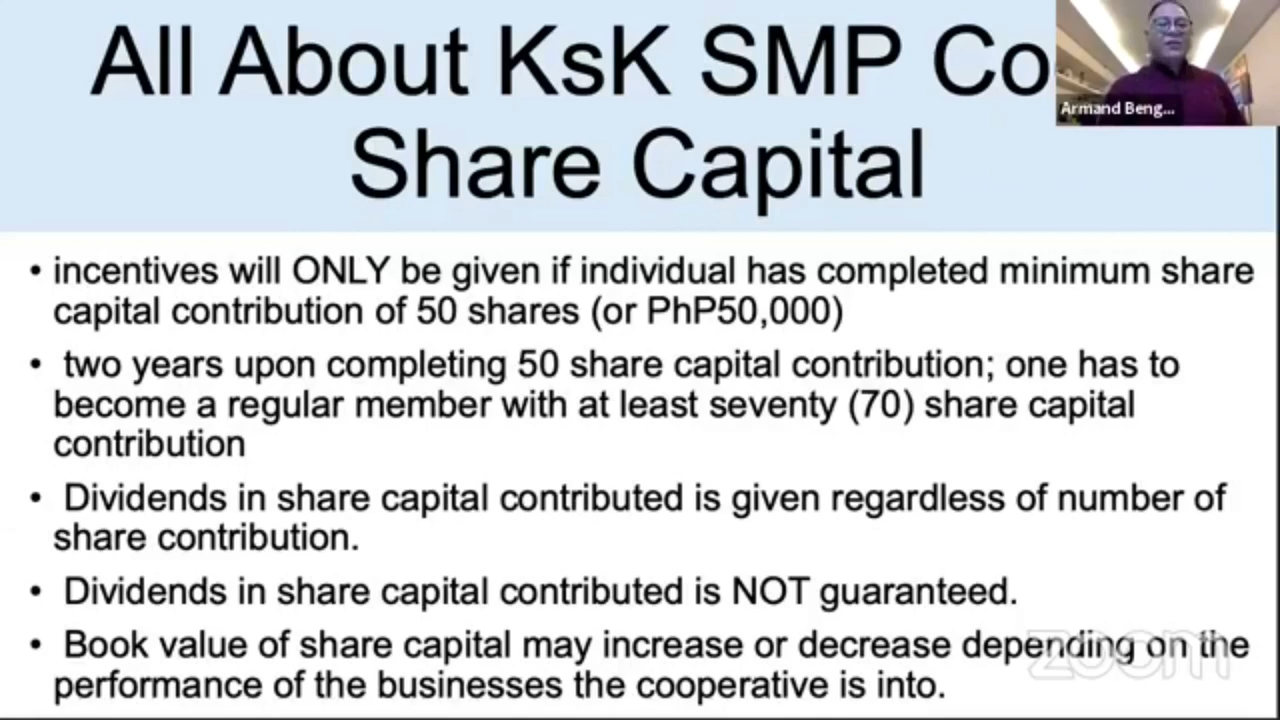 All About KsK SMP Co
Share Capital
Armand Beng...
• incentives will ONLY be given if individual has completed minimum share
capital contribution of 50 shares (or PhP50,000)
• two years upon completing 50 share capital contribution; one has to
become a regular member with at least seventy (70) share capital
contribution
• Dividends in share capital contributed is given regardless of number of
share contribution.
• Dividends in share capital contributed is NOT guaranteed.
• Book value of share capital may increase or decrease depending on the
performance of the businesses the cooperative is into.
zoom